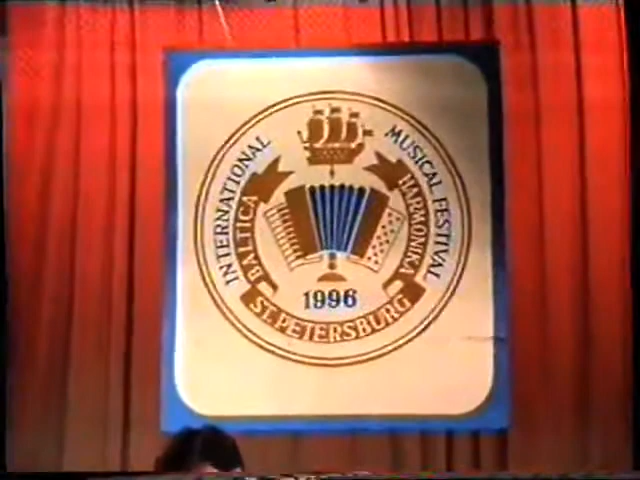 INTERNATIONAL MUSICAL FESTIVAL
BALTICA HARMONIKA
1996
ST. PETERSBURG